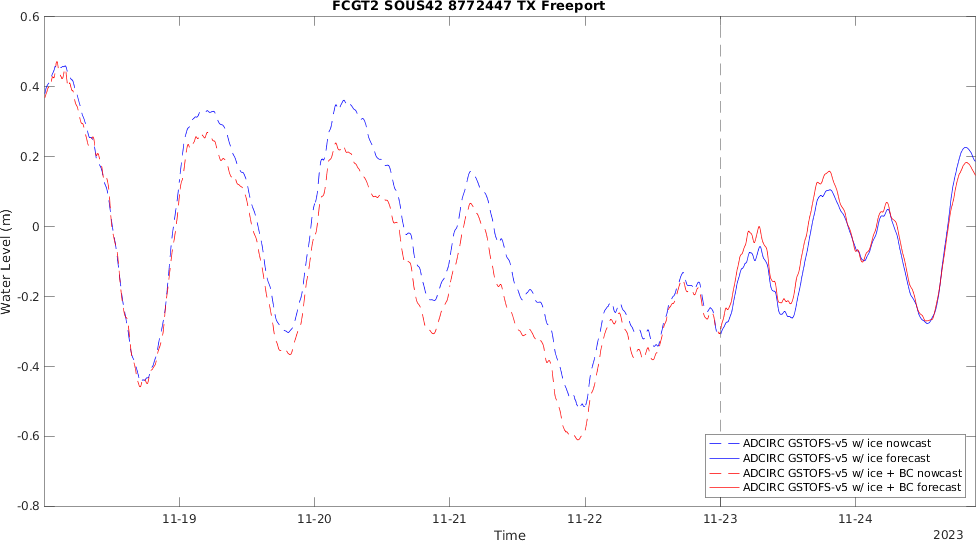 FCGT2 SOUS42 8772447 TX Freeport
0.6
0.4
0.2
0
-0.2
-0.4
-0.6
-0.8
Water Level (m)
11-19
11-20
11-21
11-22
11-23
11-24
Time
2023
ADCIRC GSTOFS-v5 w/ ice nowcast
ADCIRC GSTOFS-v5 w/ ice forecast
ADCIRC GSTOFS-v5 w/ ice + BC nowcast
ADCIRC GSTOFS-v5 w/ ice + BC forecast